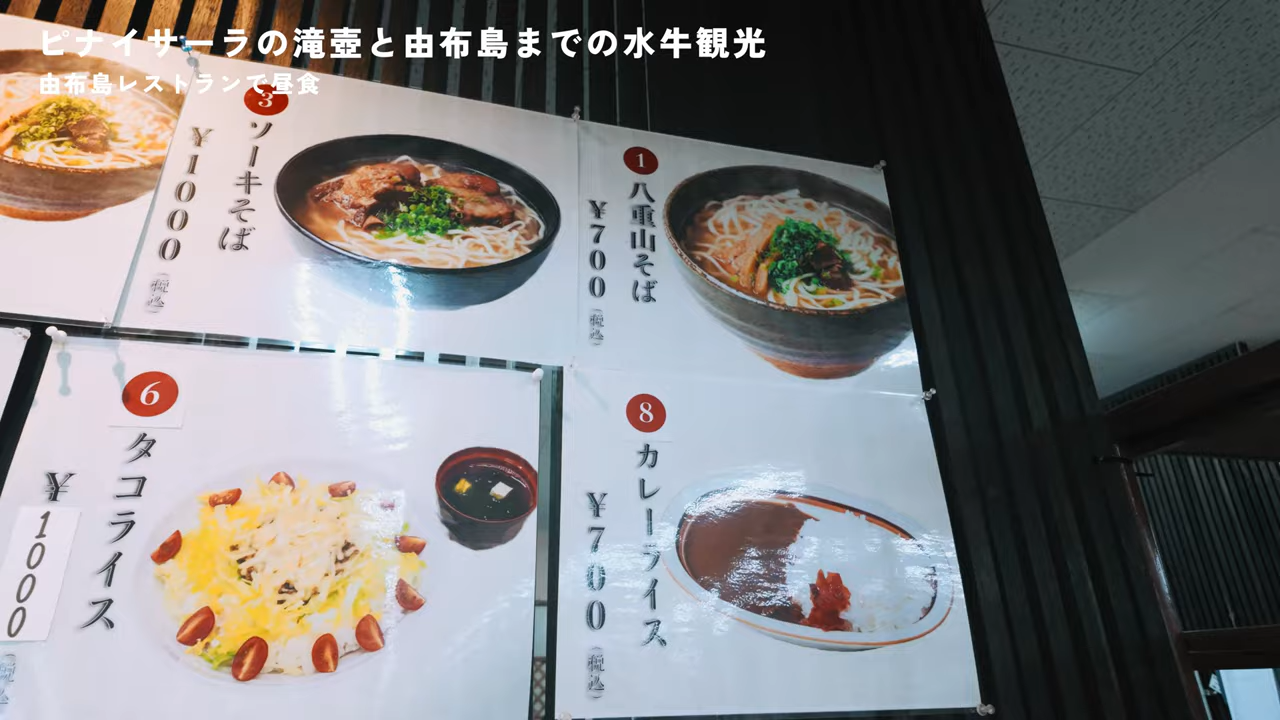 ピナイサーラの滝壺と由布島までの水牛観光
由布島レストランで昼食
1
八重山そば
¥700
(税込)
3
ソーキそば
¥1000
(税込)
8
カレーライス
¥700
(税込)
6
タコライス
¥1000
(税込)